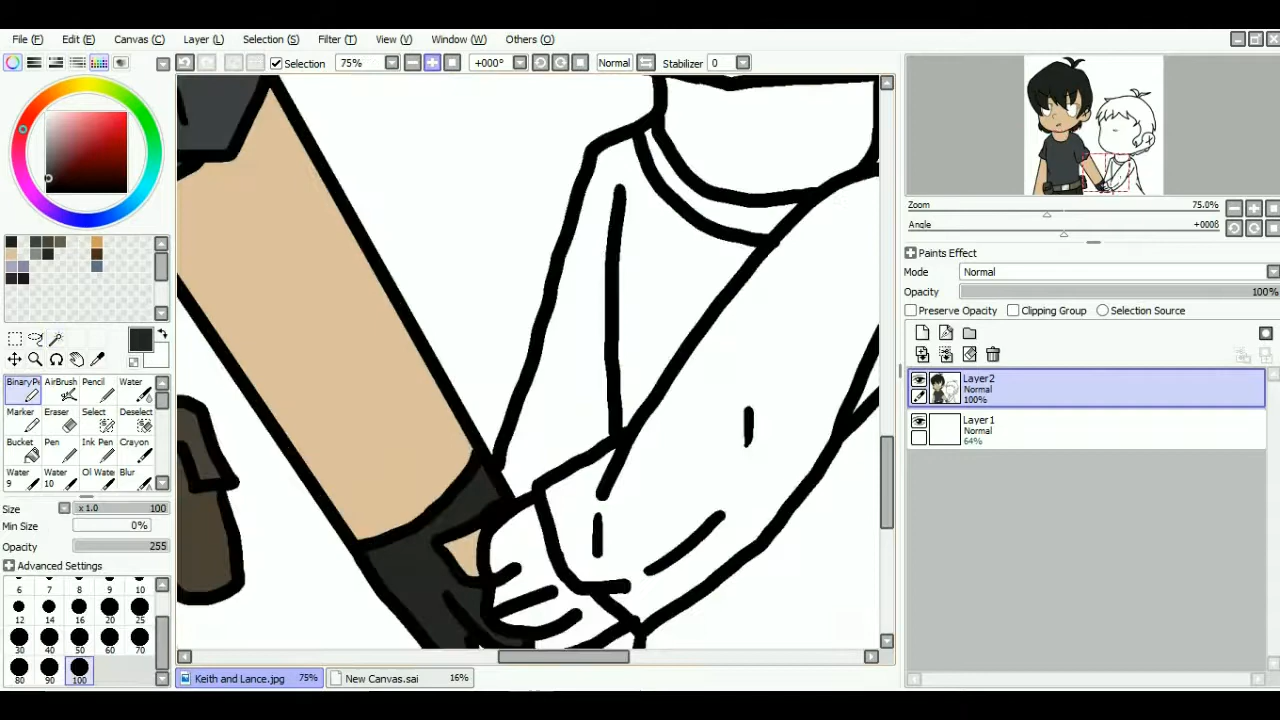 File (F) Edit (E) Canvas (C) Layer (L) Selection (S) Filter (T) View (V) Window (W) Others (O)
Selection 75% +000° Normal Stabilizer 0
Zoom 75.0%
Angle +000ß
Paints Effect
Mode Normal
Opacity 100%
Preserve Opacity Clipping Group Selection Source
Layer2
Normal
100%
Layer1
Normal
64%
BinaryPe AirBrush Pencil Water
Marker Eraser Select Deselect
Bucket Pen Ink Pen Crayon
Water 9 Water 10 Ol Wate Blur
Size x 1.0 100
Min Size 0%
Opacity 255
Advanced Settings
6 7 8 9 10
12 14 16 20 25
30 40 50 60 70
80 90 100
Keith and Lance.jpg 75% New Canvas.sai 16%